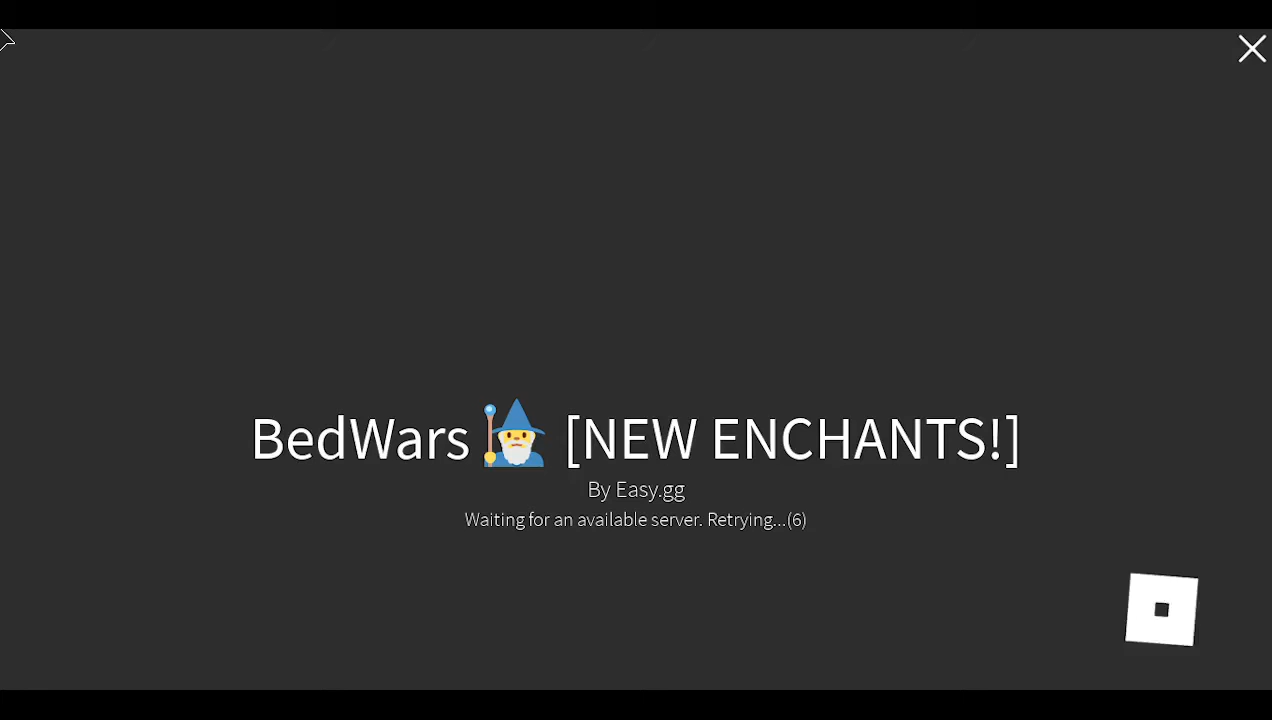 BedWars 🧙‍♂️ [NEW ENCHANTS!]
By Easy.gg
Waiting for an available server. Retrying...(6)